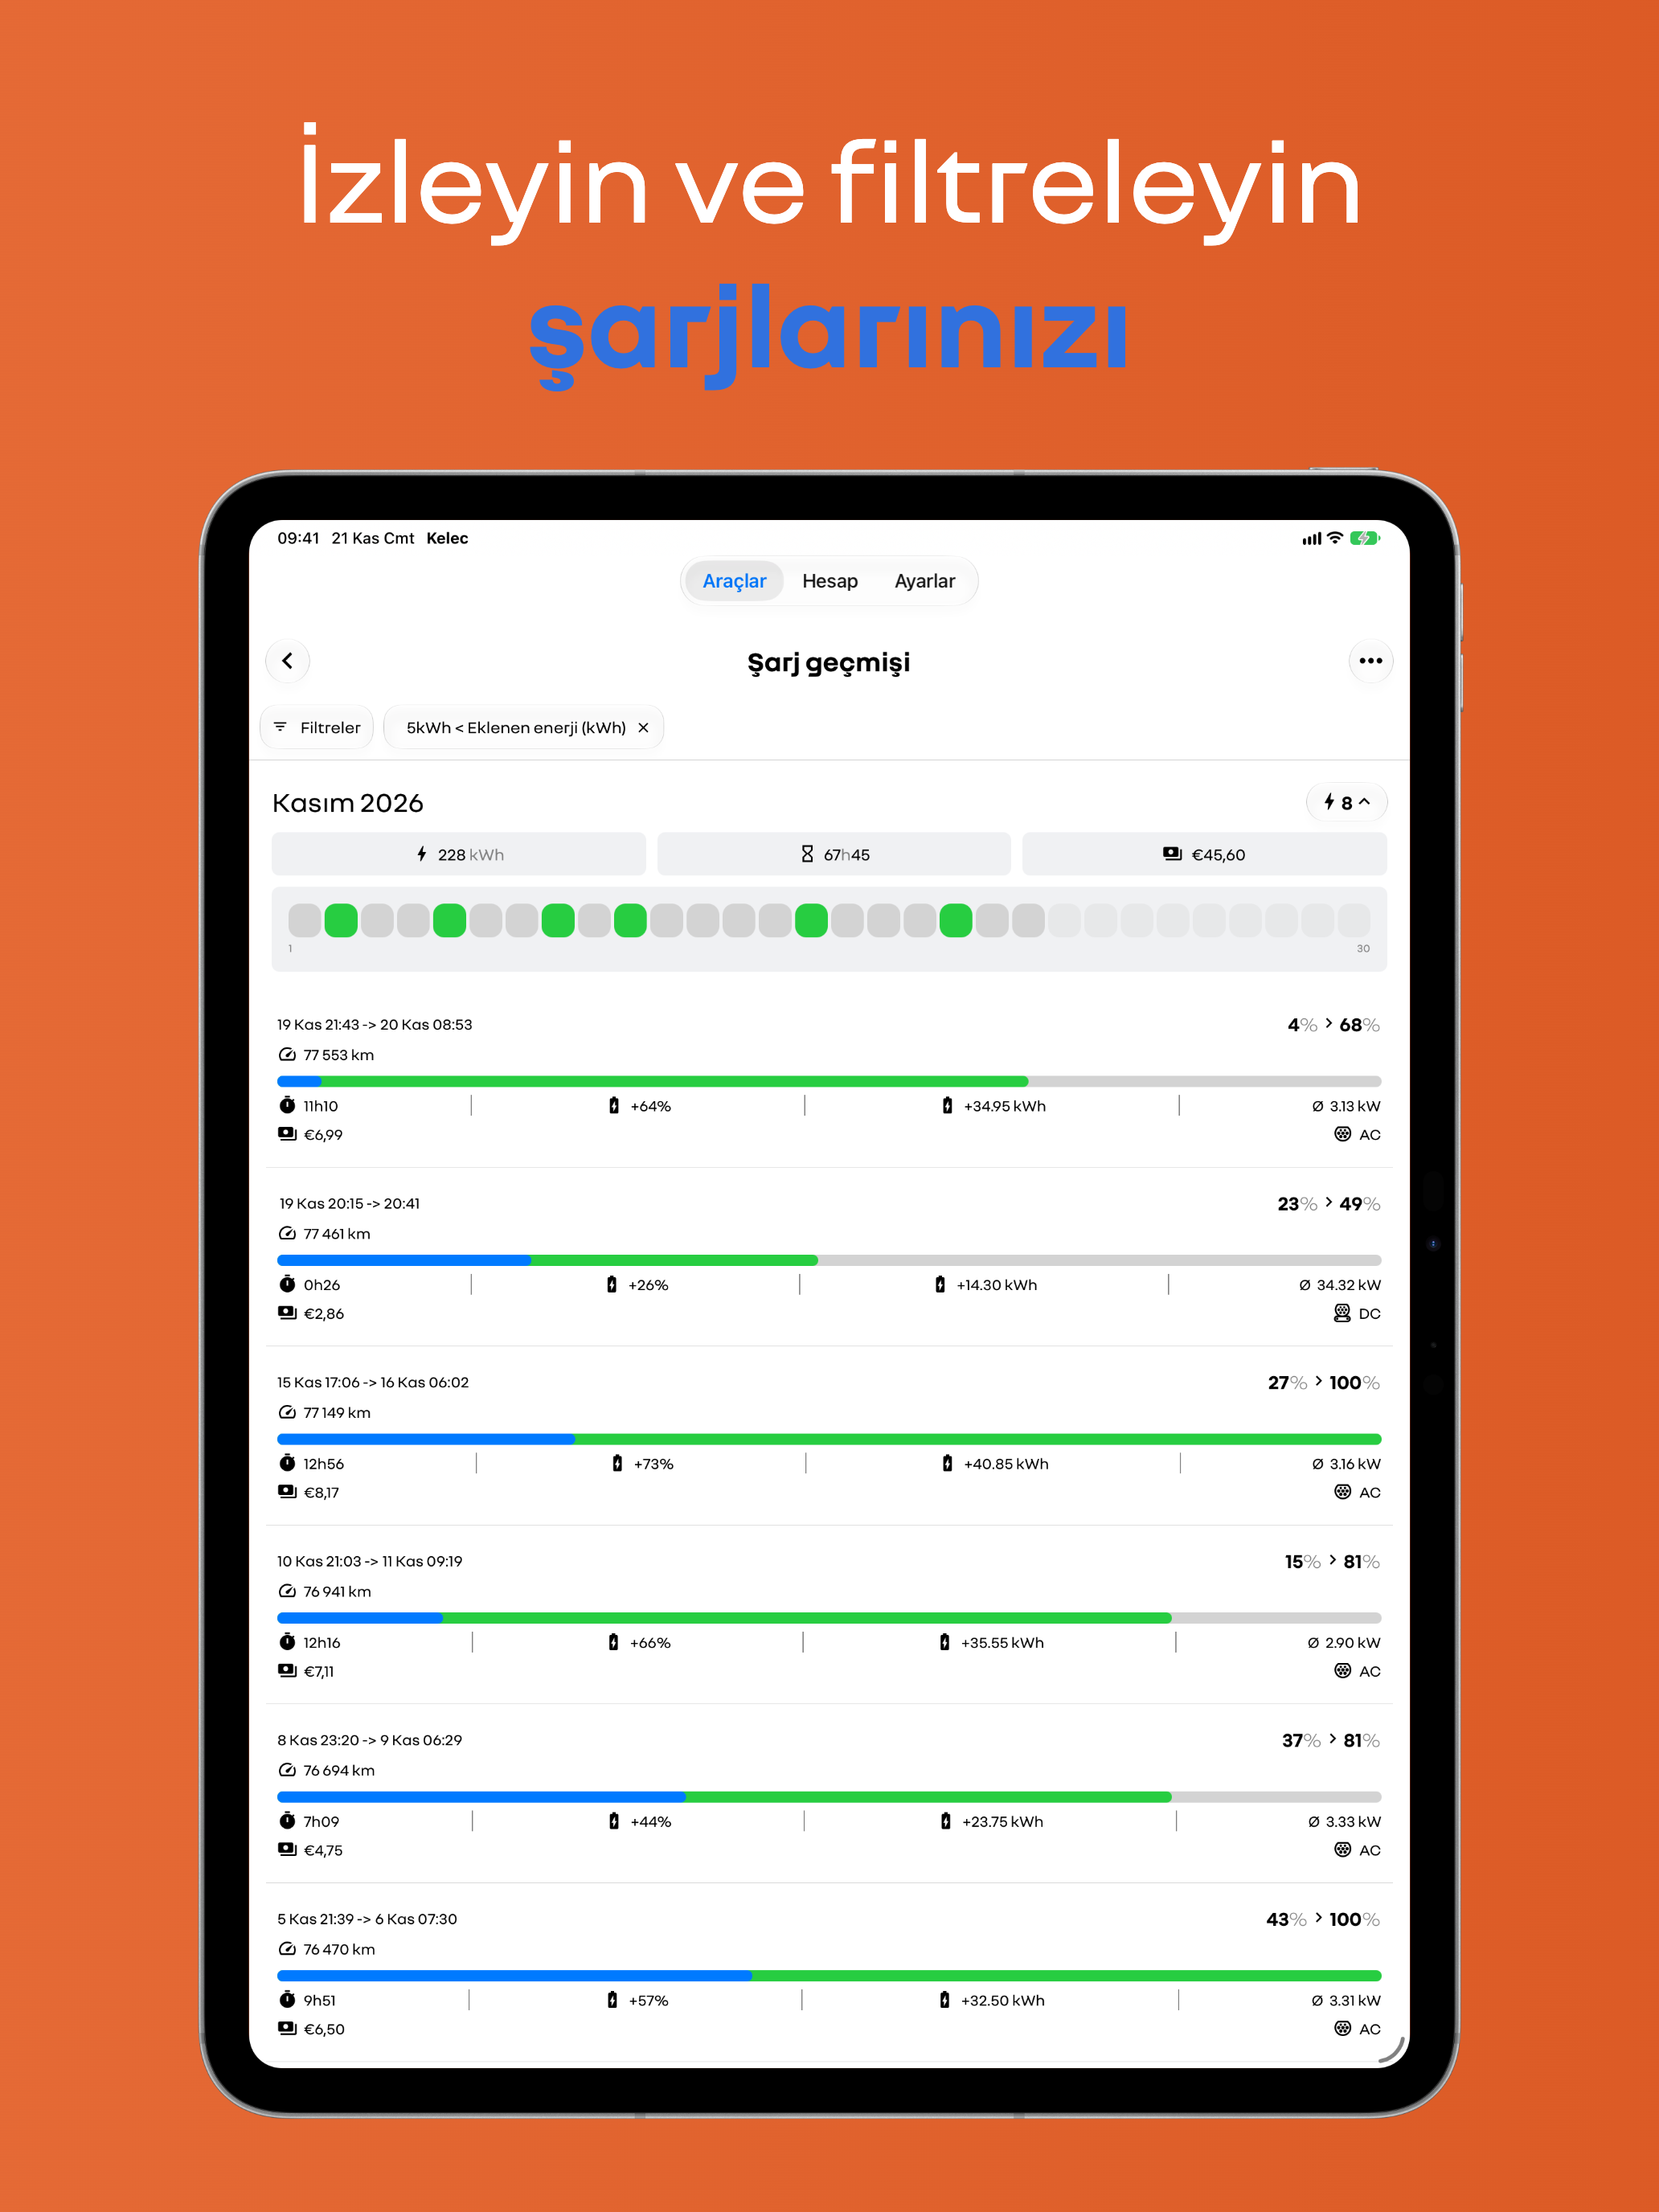 İzleyin ve filtreleyin
şarjlarınızı
09:41 21 Kas Cmt Kelec
Araçlar Hesap Ayarlar
Şarj geçmişi
Filtreler 5kWh < Eklenen enerji (kWh)
Kasım 2026 8
228 kWh 67h45 €45,60
1 30
19 Kas 21:43 -> 20 Kas 08:53 4% > 68%
77 553 km
11h10 +64% +34.95 kWh Ø 3.13 kW
€6,99 AC
19 Kas 20:15 -> 20:41 23% > 49%
77 461 km
0h26 +26% +14.30 kWh Ø 34.32 kW
€2,86 DC
15 Kas 17:06 -> 16 Kas 06:02 27% > 100%
77 149 km
12h56 +73% +40.85 kWh Ø 3.16 kW
€8,17 AC
10 Kas 21:03 -> 11 Kas 09:19 15% > 81%
76 941 km
12h16 +66% +35.55 kWh Ø 2.90 kW
€7,11 AC
8 Kas 23:20 -> 9 Kas 06:29 37% > 81%
76 694 km
7h09 +44% +23.75 kWh Ø 3.33 kW
€4,75 AC
5 Kas 21:39 -> 6 Kas 07:30 43% > 100%
76 470 km
9h51 +57% +32.50 kWh Ø 3.31 kW
€6,50 AC